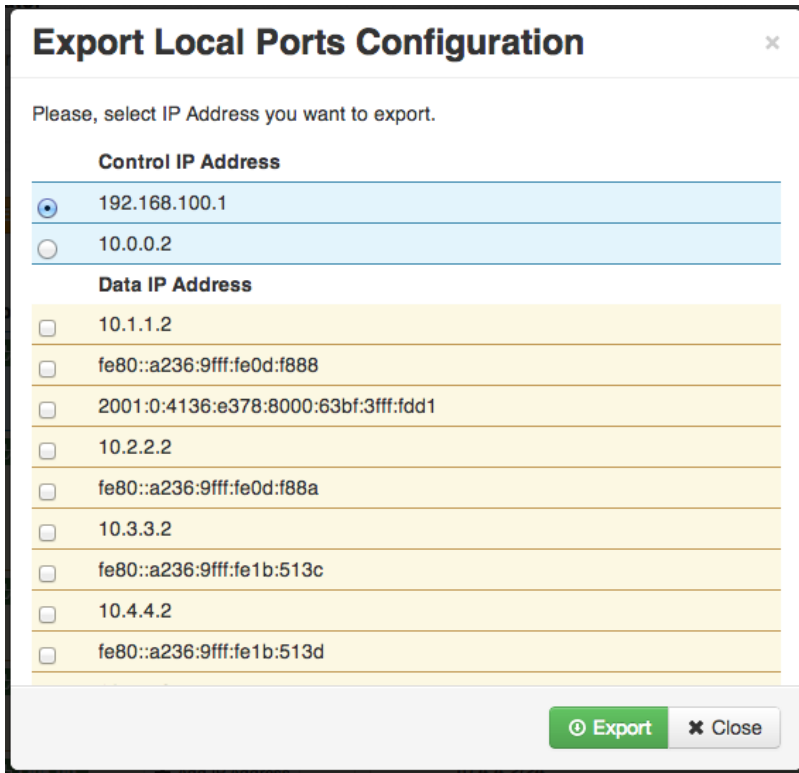 Export Local Ports Configuration
×
Please, select IP Address you want to export.
Control IP Address
192.168.100.1
10.0.0.2
Data IP Address
10.1.1.2
fe80::a236:9fff:fe0d:f888
2001:0:4136:e378:8000:63bf:3fff:fdd1
10.2.2.2
fe80::a236:9fff:fe0d:f88a
10.3.3.2
fe80::a236:9fff:fe1b:513c
10.4.4.2
fe80::a236:9fff:fe1b:513d
Export
Close